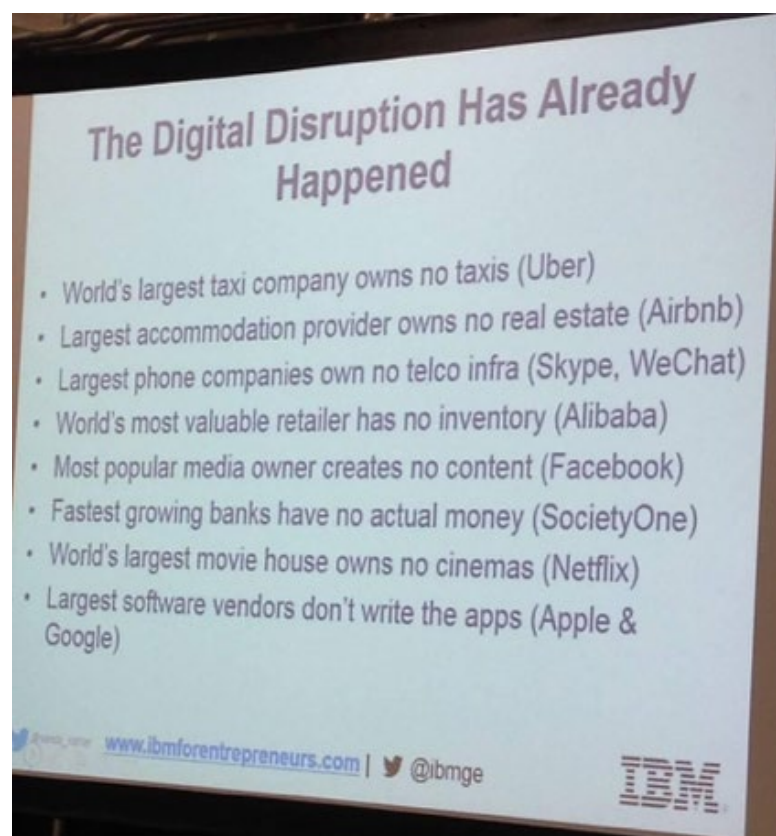 The Digital Disruption Has Already
Happened
• World's largest taxi company owns no taxis (Uber)
• Largest accommodation provider owns no real estate (Airbnb)
• Largest phone companies own no telco infra (Skype, WeChat)
• World's most valuable retailer has no inventory (Alibaba)
• Most popular media owner creates no content (Facebook)
• Fastest growing banks have no actual money (SocietyOne)
• World's largest movie house owns no cinemas (Netflix)
• Largest software vendors don't write the apps (Apple &
Google)
www.ibmforentrepreneurs.com | @ibmge
IBM